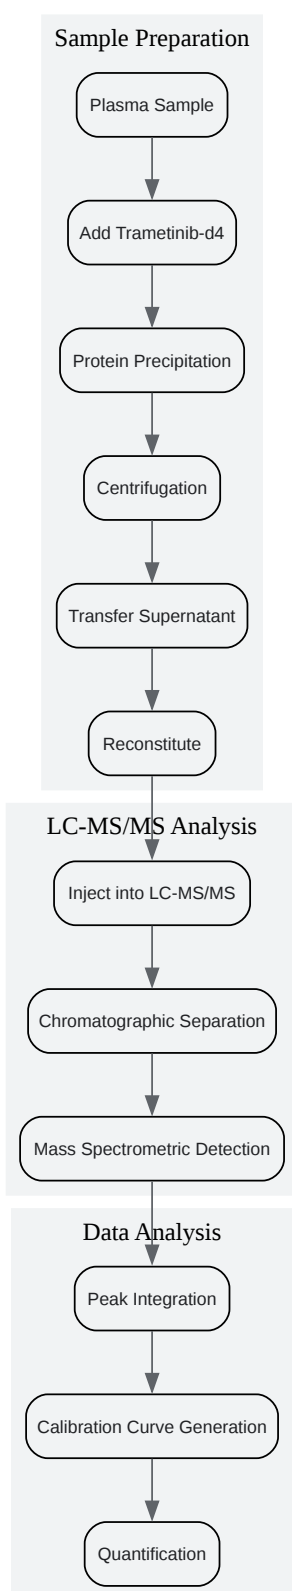 Sample Preparation
Plasma Sample
Add Trametinib-d4
Protein Precipitation
Centrifugation
Transfer Supernatant
Reconstitute
LC-MS/MS Analysis
Inject into LC-MS/MS
Chromatographic Separation
Mass Spectrometric Detection
Data Analysis
Peak Integration
Calibration Curve Generation
Quantification